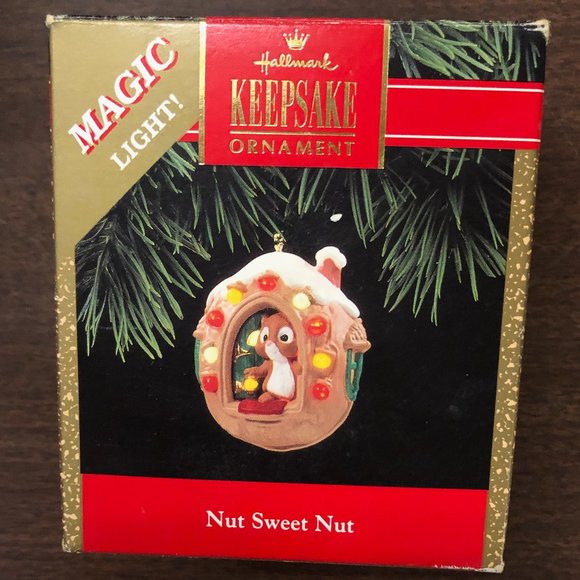 MAGIC
LIGHT!
Hallmark
KEEPSAKE
ORNAMENT
Nut Sweet Nut